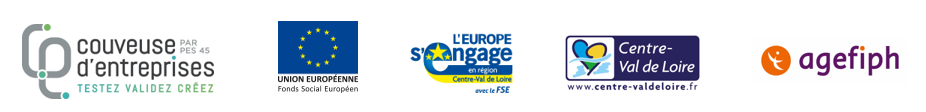 couveuse PAR
PES 45
d'entreprises
TESTEZ VALIDEZ CRÉEZ
UNION EUROPÉENNE
Fonds Social Européen
L'EUROPE
s'engage
en région
Centre-Val de Loire
avec le FSE
Centre-
Val de Loire
www.centre-valdeloire.fr
agefiph